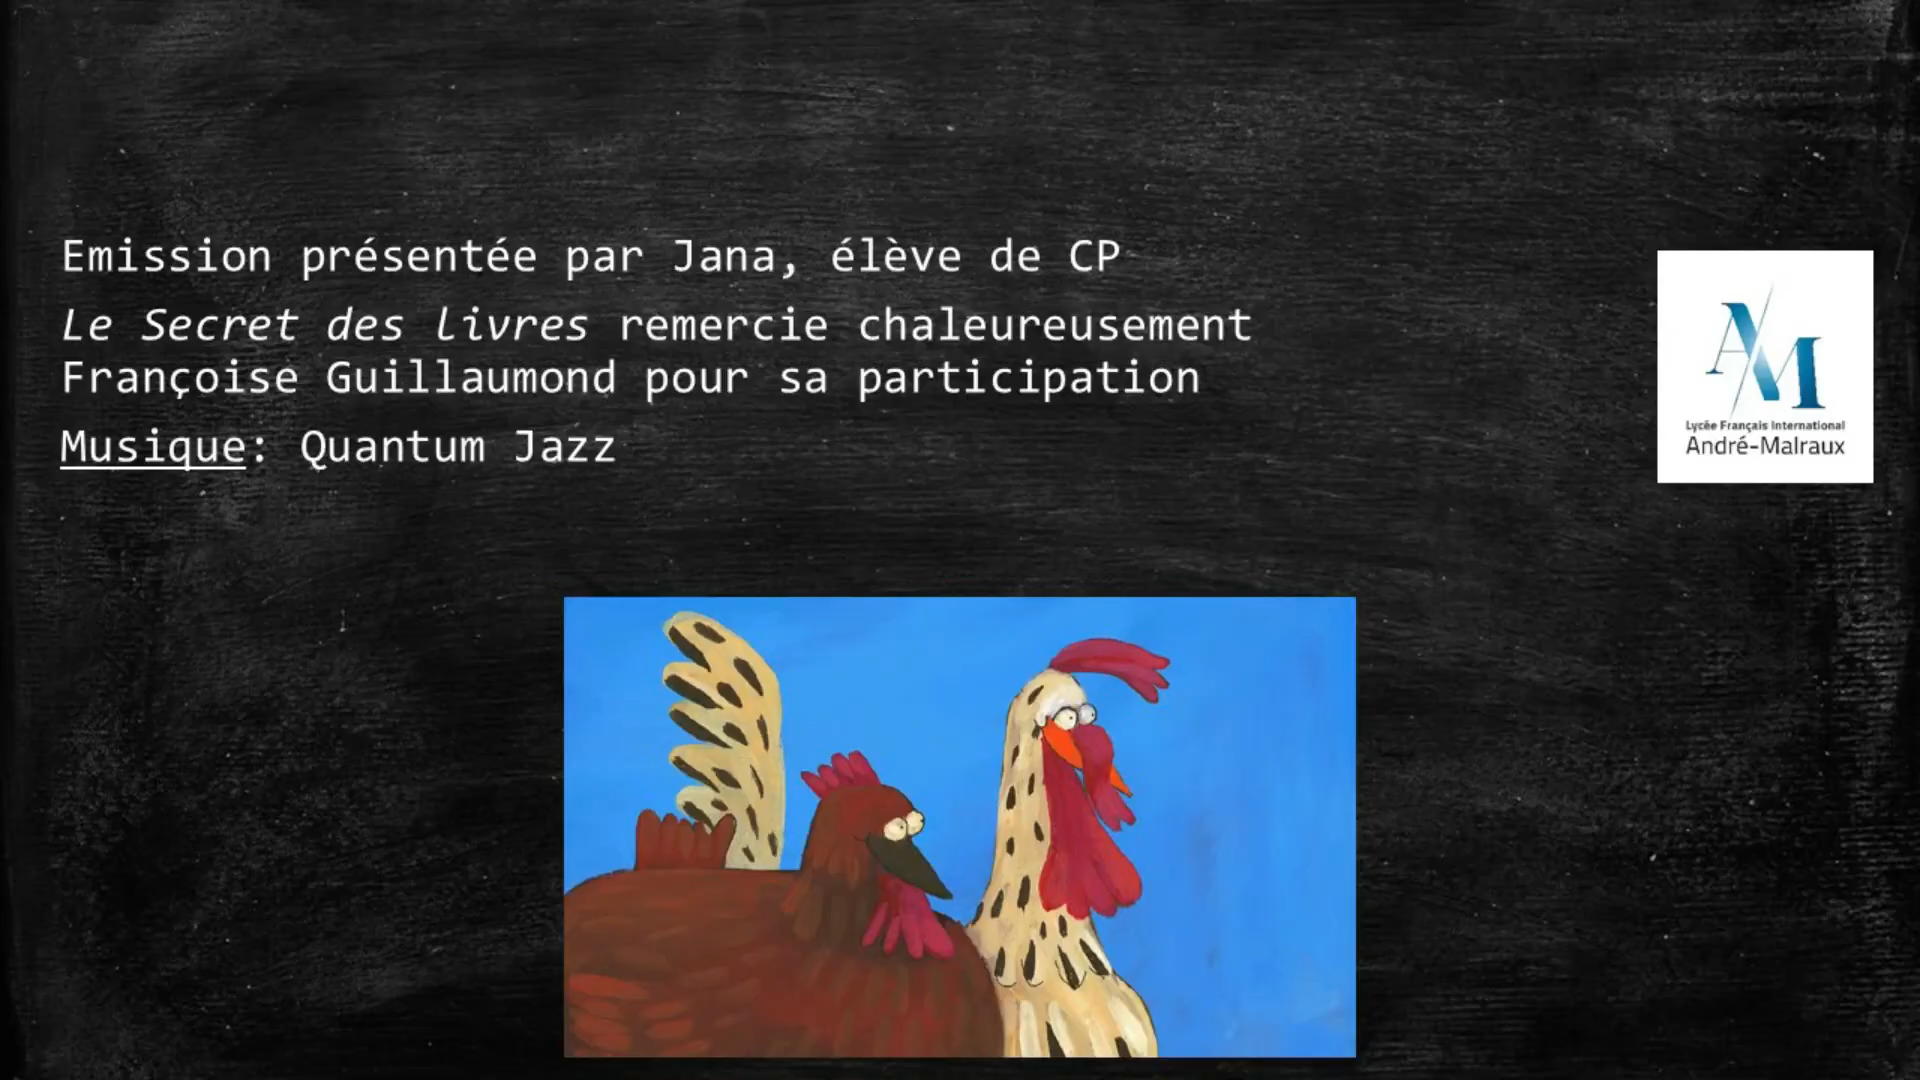 Emission présentée par Jana, élève de CP
Le Secret des livres remercie chaleureusement
Françoise Guillaumond pour sa participation
Musique: Quantum Jazz
AM
Lycée Français International
André-Malraux